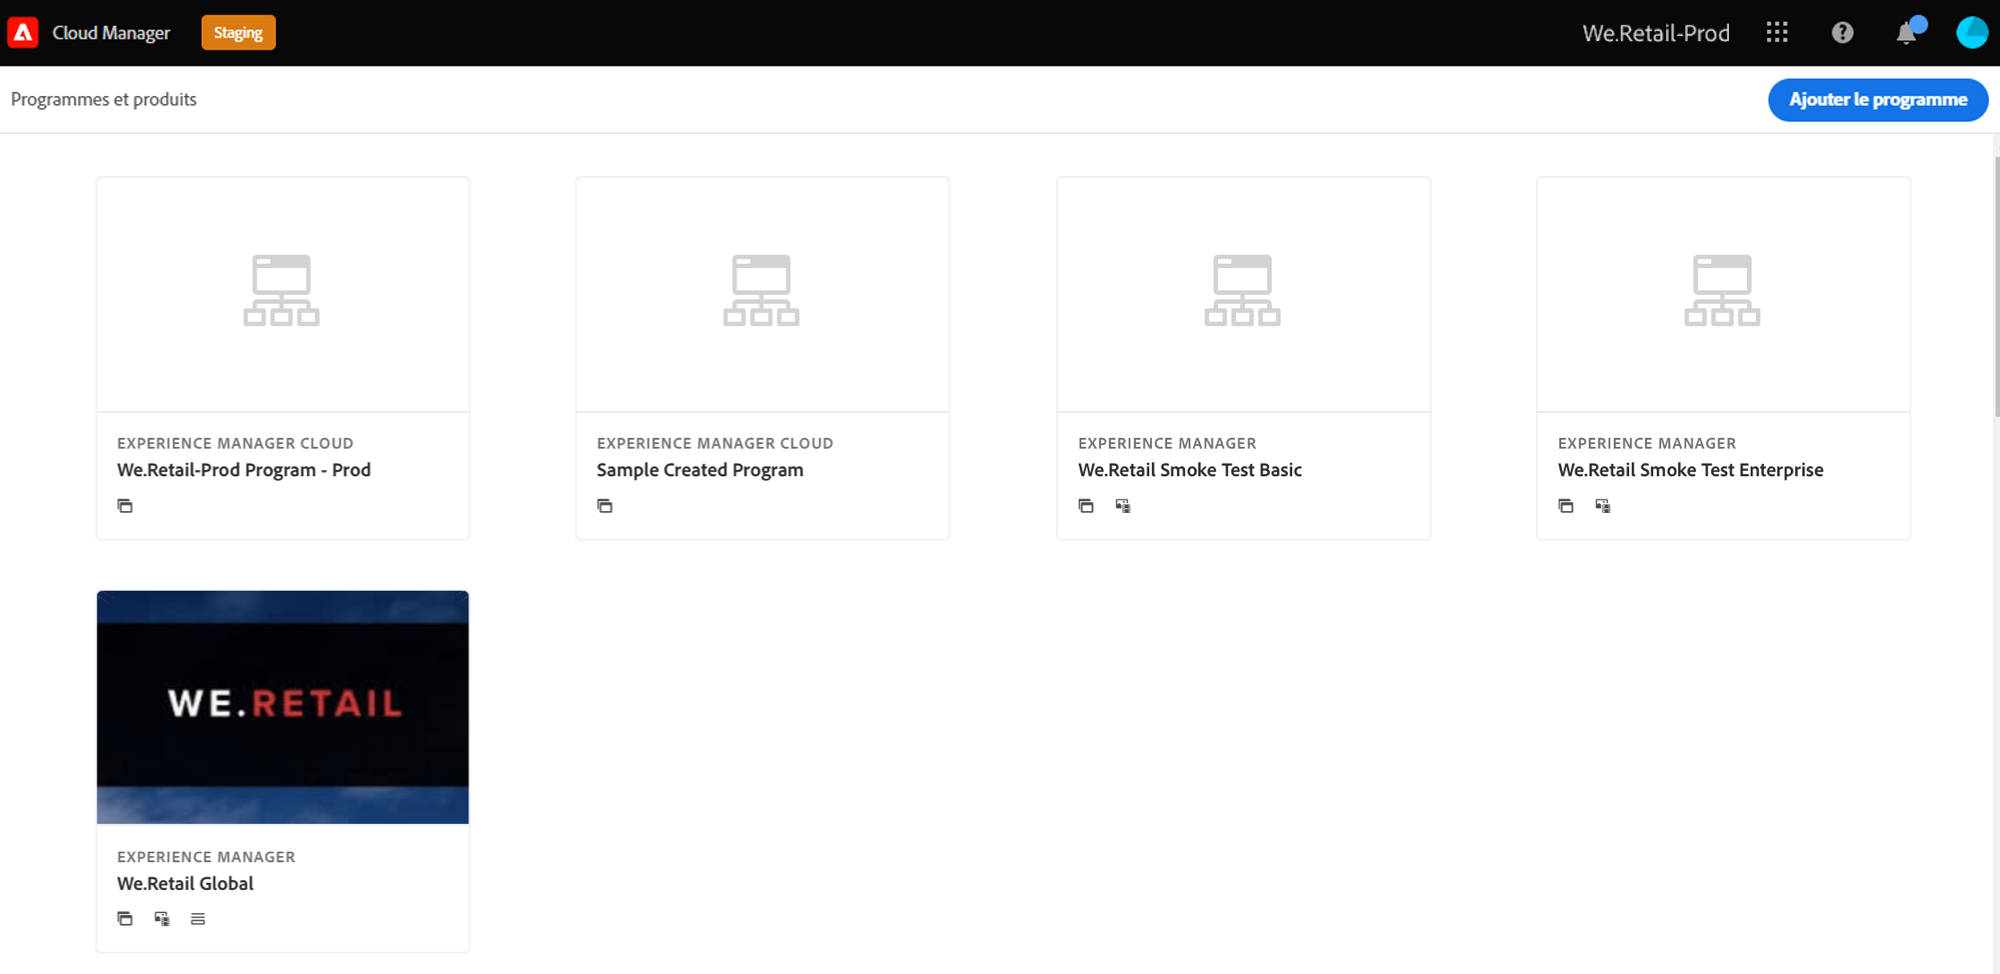 Cloud Manager
Staging
We.Retail-Prod
Programmes et produits
Ajouter le programme
EXPERIENCE MANAGER CLOUD
We.Retail-Prod Program - Prod
EXPERIENCE MANAGER CLOUD
Sample Created Program
EXPERIENCE MANAGER
We.Retail Smoke Test Basic
EXPERIENCE MANAGER
We.Retail Smoke Test Enterprise
WE.RETAIL
EXPERIENCE MANAGER
We.Retail Global